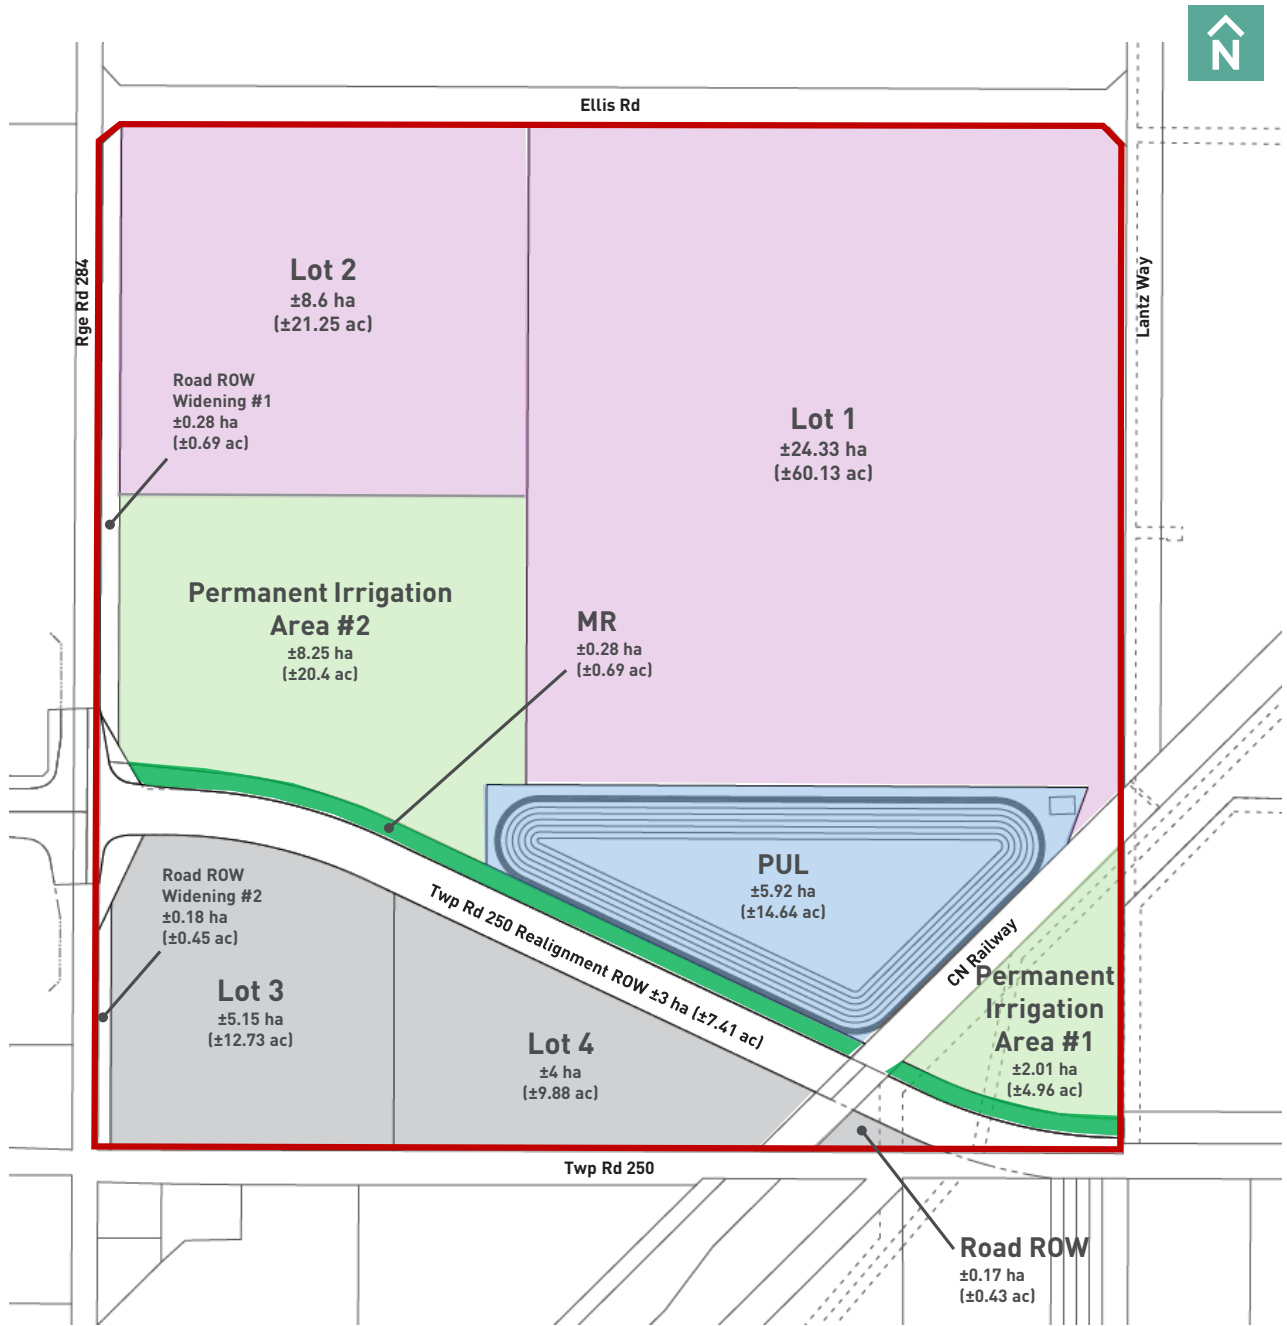 N
Ellis Rd
Rge Rd 284
Lantz Way
Lot 2
±8.6 ha
(±21.25 ac)
Road ROW
Widening #1
±0.28 ha
(±0.69 ac)
Lot 1
±24.33 ha
(±60.13 ac)
Permanent Irrigation
Area #2
±8.25 ha
(±20.4 ac)
MR
±0.28 ha
(±0.69 ac)
PUL
±5.92 ha
(±14.64 ac)
Road ROW
Widening #2
±0.18 ha
(±0.45 ac)
Twp Rd 250 Realignment ROW ±3 ha (±7.41 ac)
CN Railway
Permanent
Irrigation
Area #1
±2.01 ha
(±4.96 ac)
Lot 3
±5.15 ha
(±12.73 ac)
Lot 4
±4 ha
(±9.88 ac)
Twp Rd 250
Road ROW
±0.17 ha
(±0.43 ac)